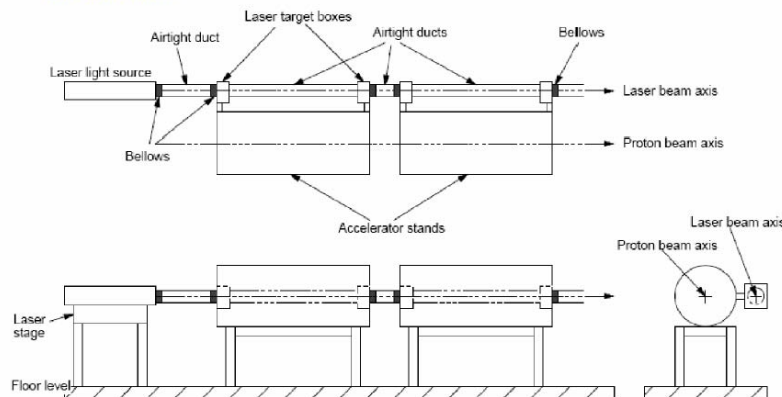 Laser target boxes
Airtight duct
Airtight ducts
Bellows
Laser light source
Laser beam axis
Bellows
Proton beam axis
Accelerator stands
Laser beam axis
Proton beam axis
Laser
stage
Floor level